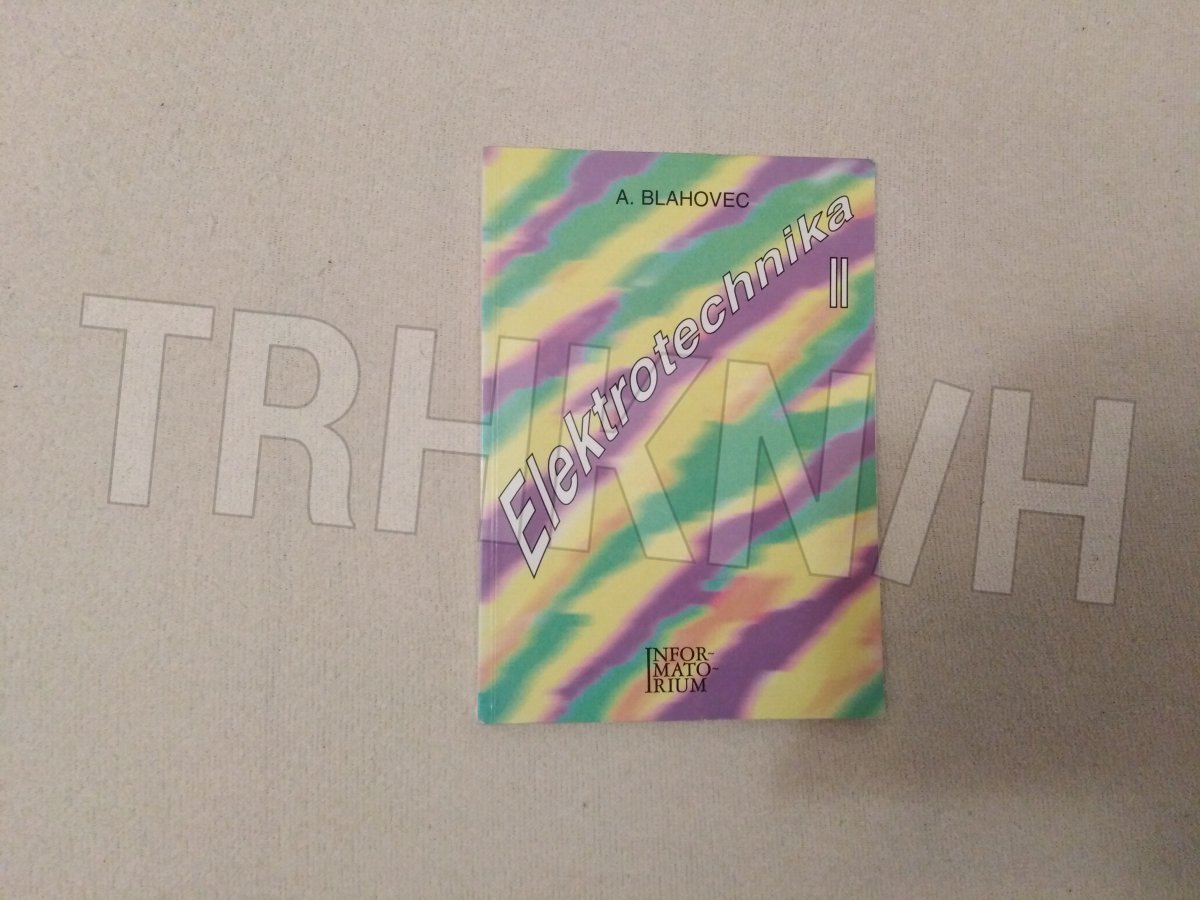 A. BLAHOVEC
Elektrotechnika
II
INFOR-
MATO-
RIUM
TRHKNIH